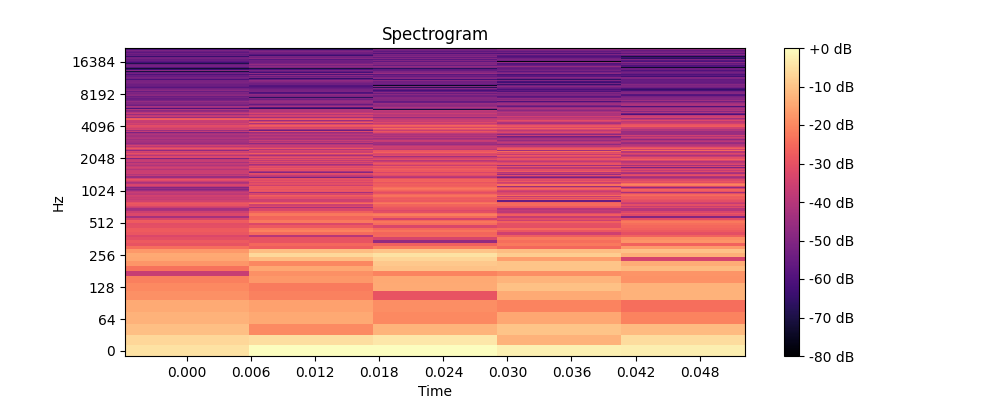 Spectrogram
Hz
16384
8192
4096
2048
1024
512
256
128
64
0
0.000 0.006 0.012 0.018 0.024 0.030 0.036 0.042 0.048
Time
+0 dB
-10 dB
-20 dB
-30 dB
-40 dB
-50 dB
-60 dB
-70 dB
-80 dB